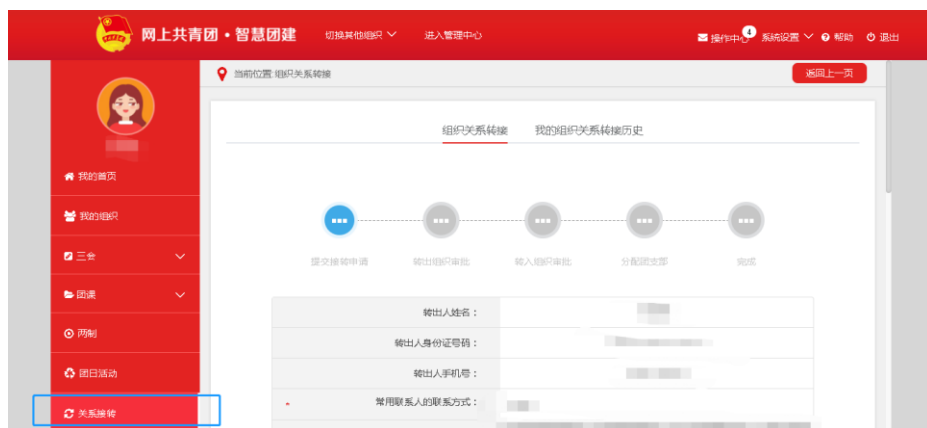 网上共青团·智慧团建
切换其他组织
进入管理中心
操作中心
4
系统设置
帮助
退出
当前位置:组织关系转接
返回上一页
组织关系转接
我的组织关系转接历史
我的首页
我的组织
三会
团课
两制
团日活动
关系接转
提交接转申请
转出组织审批
转入组织审批
分配团支部
完成
转出人姓名:
转出人身份证号码:
转出人手机号:
常用联系人的联系方式: